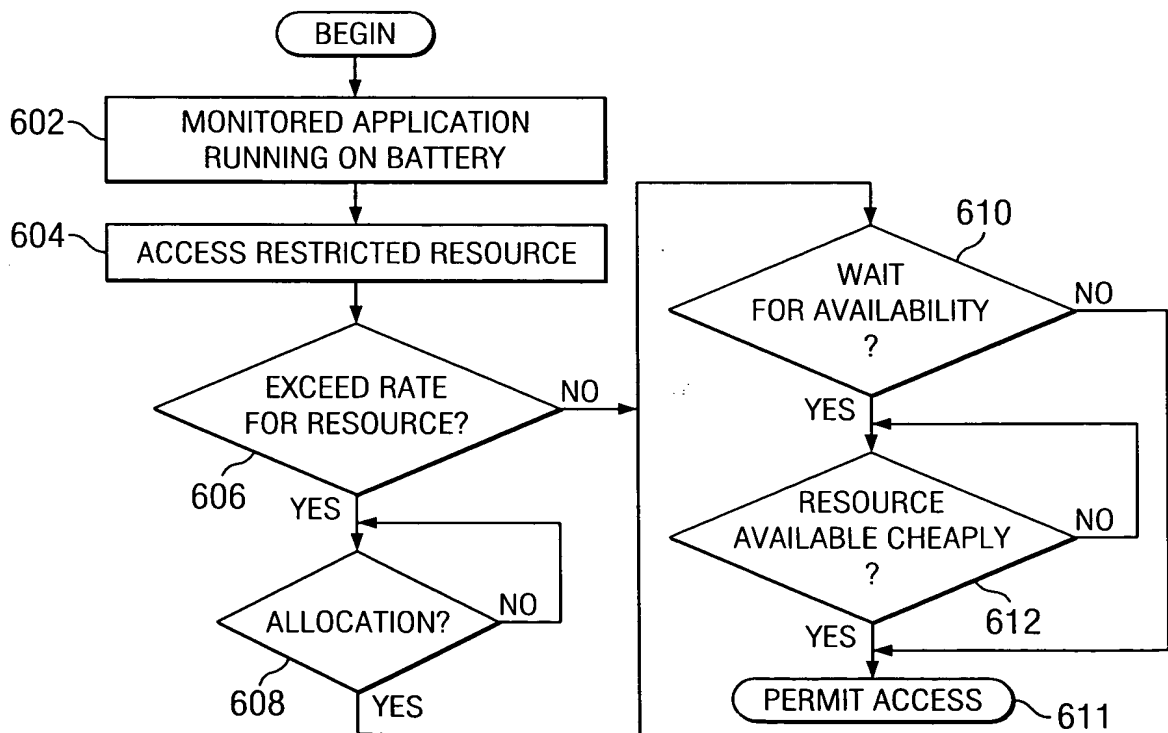 BEGIN
602
MONITORED APPLICATION
RUNNING ON BATTERY
604
ACCESS RESTRICTED RESOURCE
EXCEED RATE
FOR RESOURCE?
NO
606
YES
ALLOCATION?
NO
608
YES
610
WAIT
FOR AVAILABILITY
?
NO
YES
RESOURCE
AVAILABLE CHEAPLY
?
NO
612
YES
PERMIT ACCESS
611